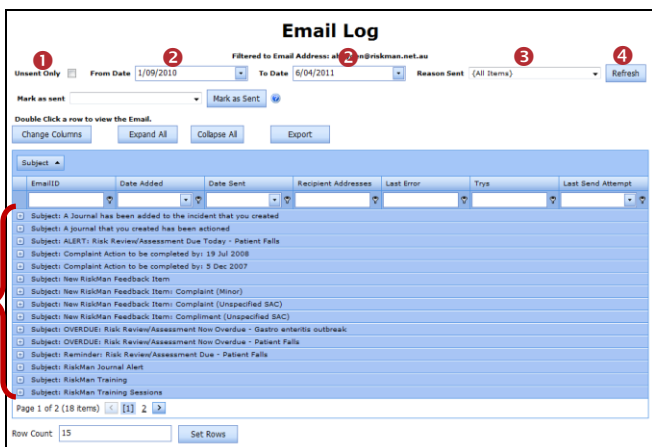 Email Log
Filtered to Email Address: @riskman.net.au
1 2 2 3 4
Unsent Only From Date 1/09/2010 To Date 6/04/2011 Reason Sent {All Items} Refresh
Mark as sent Mark as Sent
Double Click a row to view the Email.
Change Columns Expand All Collapse All Export
Subject
EmailID Date Added Date Sent Recipient Addresses Last Error Trys Last Send Attempt
Subject: A Journal has been added to the incident that you created
Subject: A journal that you created has been actioned
Subject: ALERT: Risk Review/Assessment Due Today - Patient Falls
Subject: Complaint Action to be completed by: 19 Jul 2008
Subject: Complaint Action to be completed by: 5 Dec 2007
Subject: New RiskMan Feedback Item
Subject: New RiskMan Feedback Item: Complaint (Minor)
Subject: New RiskMan Feedback Item: Complaint (Unspecified SAC)
Subject: New RiskMan Feedback Item: Compliment (Unspecified SAC)
Subject: OVERDUE: Risk Review/Assessment Now Overdue - Gastro enteritis outbreak
Subject: OVERDUE: Risk Review/Assessment Now Overdue - Patient Falls
Subject: Reminder: Risk Review/Assessment Due - Patient Falls
Subject: RiskMan Journal Alert
Subject: RiskMan Training
Subject: RiskMan Training Sessions
Page 1 of 2 (18 items) < [1] 2 >
Row Count 15 Set Rows